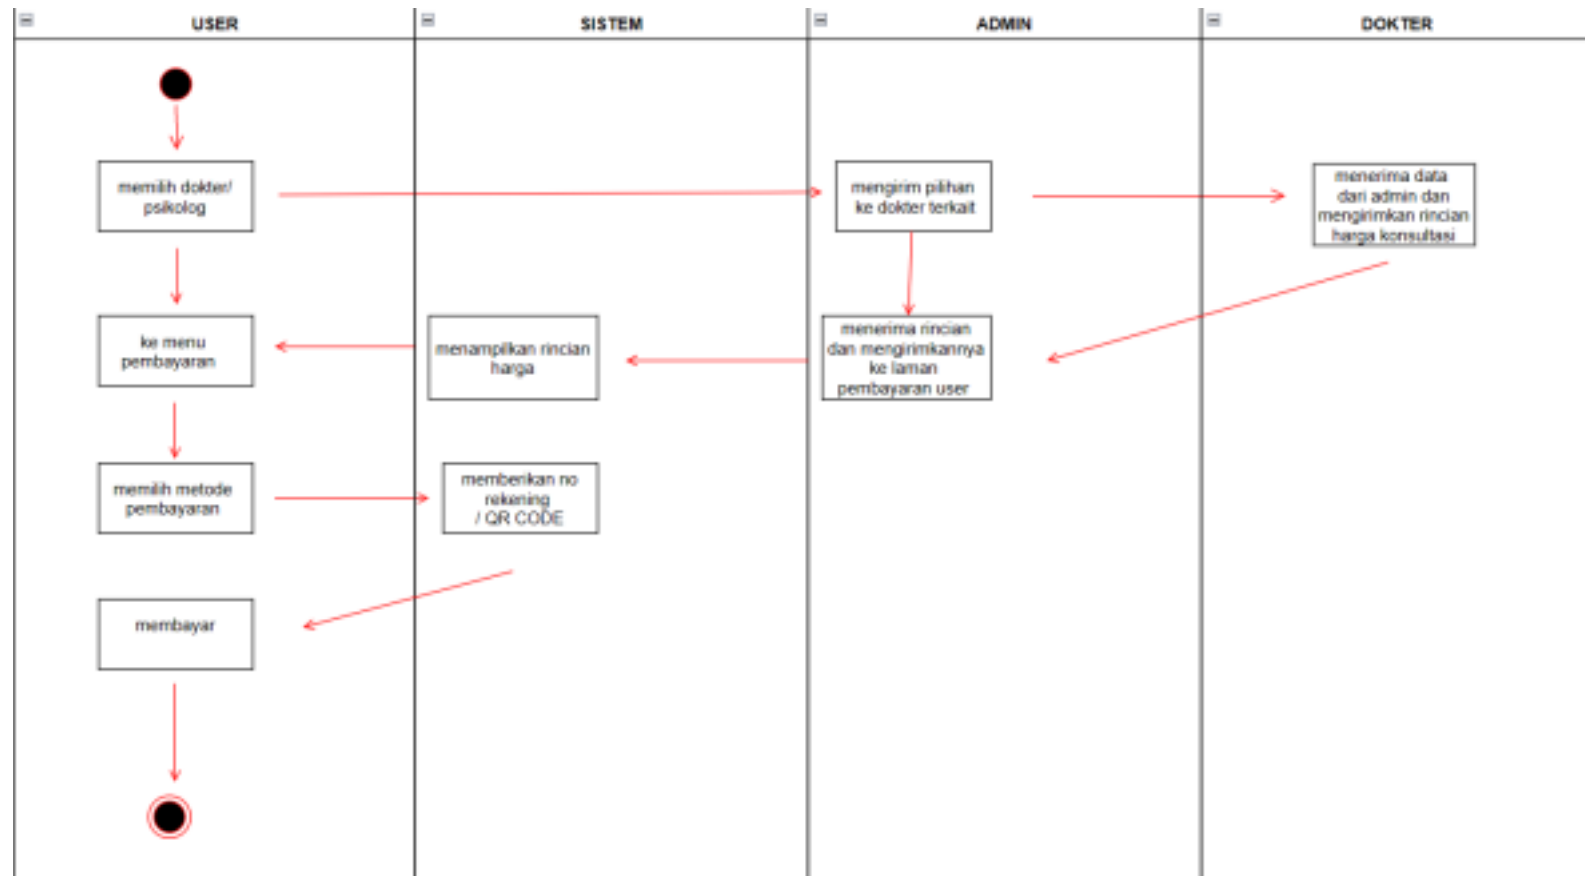 USER
SISTEM
ADMIN
DOKTER
memilih dokter/
psikolog
mengirim pilihan
ke dokter terkait
menerima data
dari admin dan
mengirimkan rincian
harga konsultasi
ke menu
pembayaran
menampilkan rincian
harga
menerima rincian
dan mengirimkannya
ke laman
pembayaran user
memilih metode
pembayaran
memberikan no
rekening
/ QR CODE
membayar